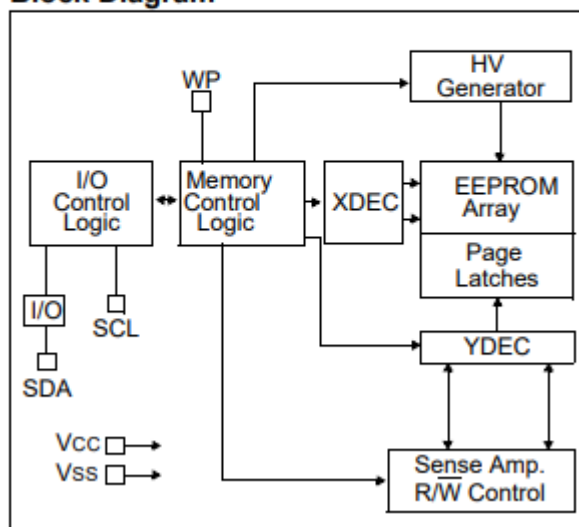 Block Diagram
HV
Generator
WP
I/O
Control
Logic
Memory
Control
Logic
XDEC
EEPROM
Array
Page
Latches
I/O
SCL
SDA
YDEC
VCC
VSS
Sense Amp.
R/W̅ Control